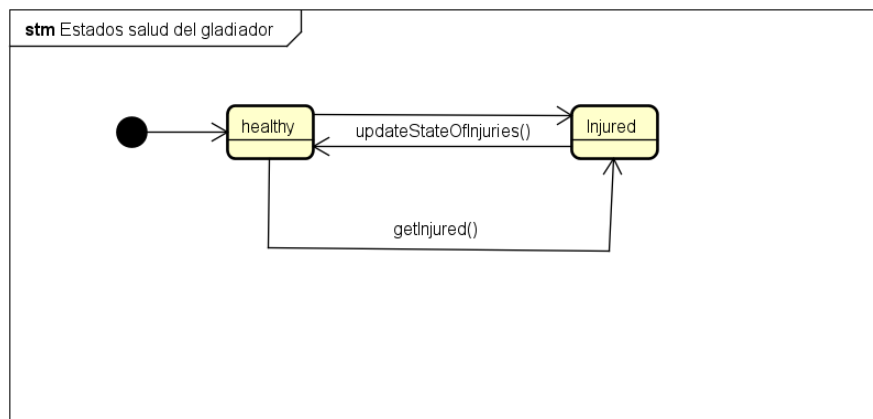 stm Estados salud del gladiador
healthy
Injured
updateStateOfInjuries()
getInjured()